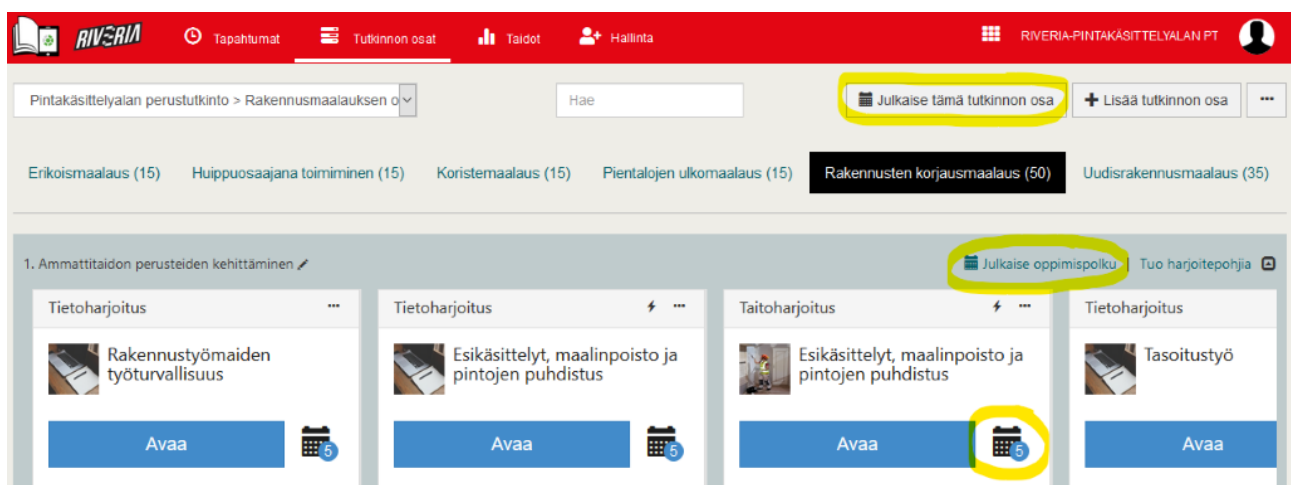 RIVERIA Tapahtumat Tutkinnon osat Taidot Hallinta RIVERIA-PINTAKÄSITTELYALAN PT
Pintakäsittelyalan perustutkinto > Rakennusmaalauksen o Hae Julkaise tämä tutkinnon osa Lisää tutkinnon osa
Erikoismaalaus (15) Huippuosaajana toimiminen (15) Koristemaalaus (15) Pientalojen ulkomaalaus (15) Rakennusten korjausmaalaus (50) Uudisrakennusmaalaus (35)
1. Ammattitaidon perusteiden kehittäminen Julkaise oppimispolku | Tuo harjoitepohjia
Tietoharjoitus ... Tietoharjoitus ... Taitoharjoitus ... Tietoharjoitus
Rakennustyömaiden Esikäsittelyt, maalinpoisto ja Esikäsittelyt, maalinpoisto ja Tasoitustyö
työturvallisuus pintojen puhdistus pintojen puhdistus
Avaa 5 Avaa 5 Avaa 5 Avaa